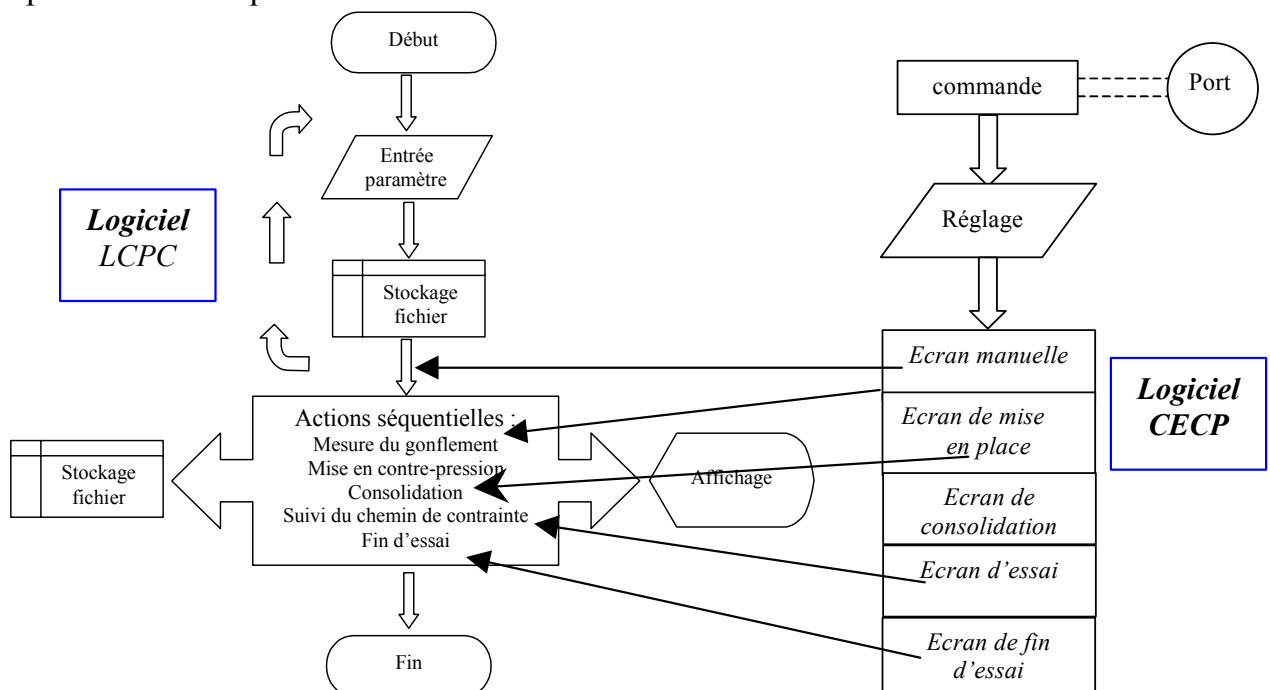 Début
Entrée
paramètre
Stockage
fichier
Logiciel
LCPC
Actions séquentielles :
Mesure du gonflement
Mise en contre-pression
Consolidation
Suivi du chemin de contrainte
Fin d’essai
Stockage
fichier
Affichage
Fin
commande
Port
Réglage
Ecran manuelle
Ecran de mise
en place
Ecran de
consolidation
Ecran d’essai
Ecran de fin
d’essai
Logiciel
CECP